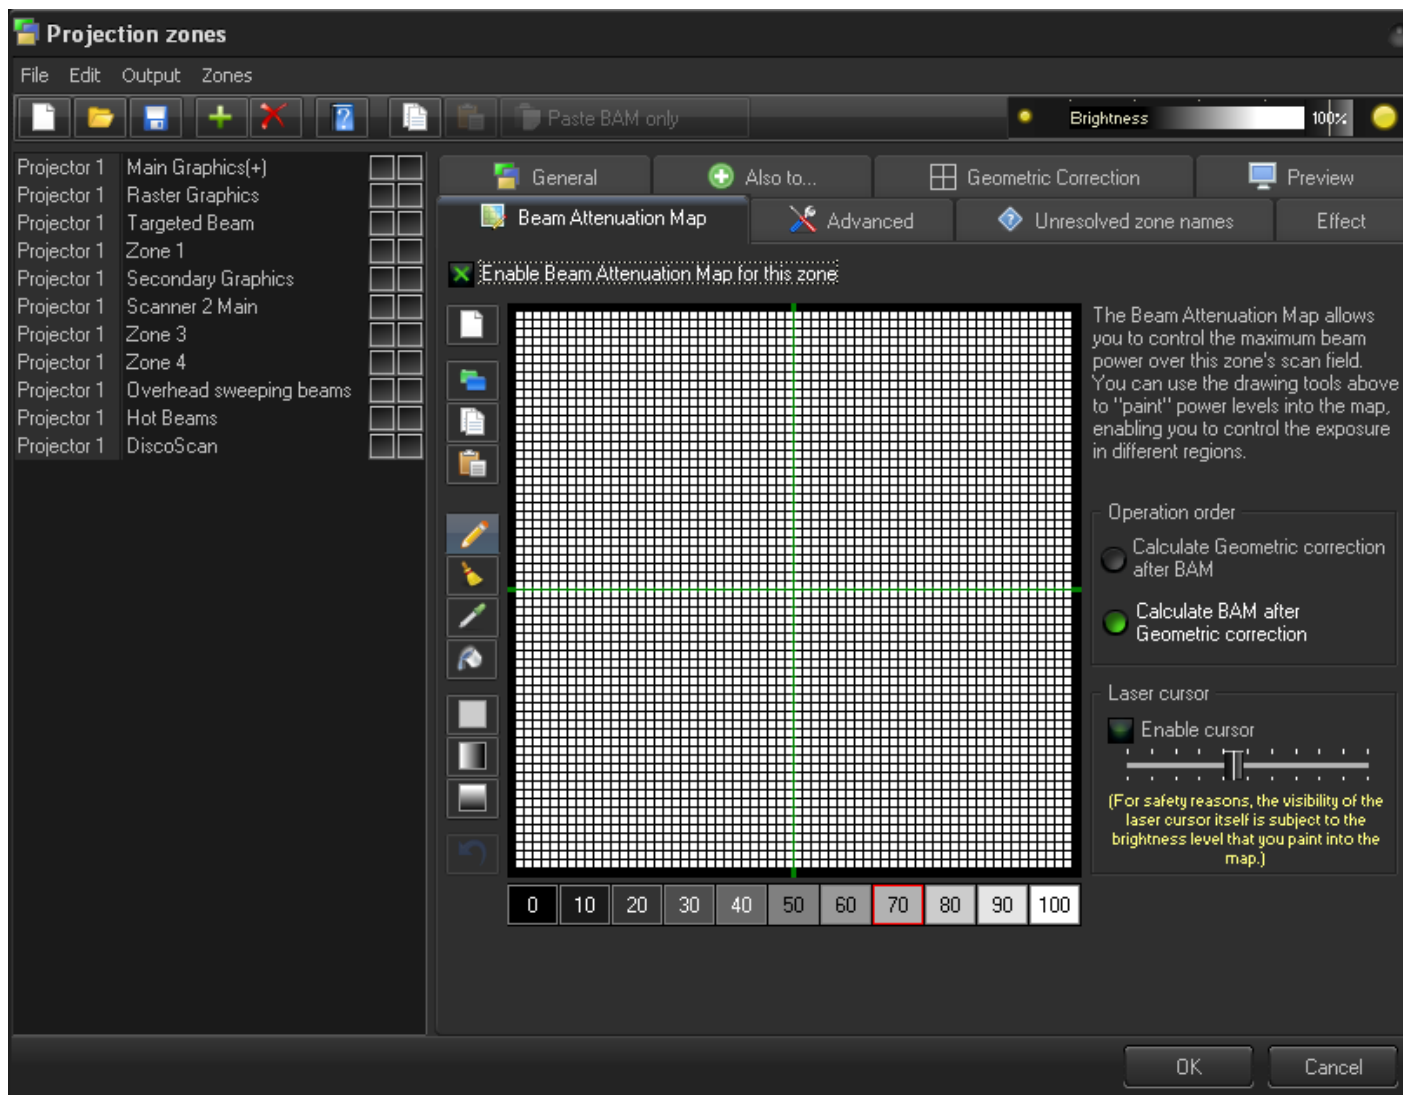 Projection zones
File Edit Output Zones
Paste BAM only
Brightness 100%
Projector 1 Main Graphics(+)
Projector 1 Raster Graphics
Projector 1 Targeted Beam
Projector 1 Zone 1
Projector 1 Secondary Graphics
Projector 1 Scanner 2 Main
Projector 1 Zone 3
Projector 1 Zone 4
Projector 1 Overhead sweeping beams
Projector 1 Hot Beams
Projector 1 DiscoScan
General Also to... Geometric Correction Preview
Beam Attenuation Map Advanced Unresolved zone names Effect
Enable Beam Attenuation Map for this zone
The Beam Attenuation Map allows
you to control the maximum beam
power over this zone's scan field.
You can use the drawing tools above
to "paint" power levels into the map,
enabling you to control the exposure
in different regions.
Operation order
Calculate Geometric correction
after BAM
Calculate BAM after
Geometric correction
Laser cursor
Enable cursor
(For safety reasons, the visibility of the
laser cursor itself is subject to the
brightness level that you paint into the
map.)
0 10 20 30 40 50 60 70 80 90 100
OK Cancel